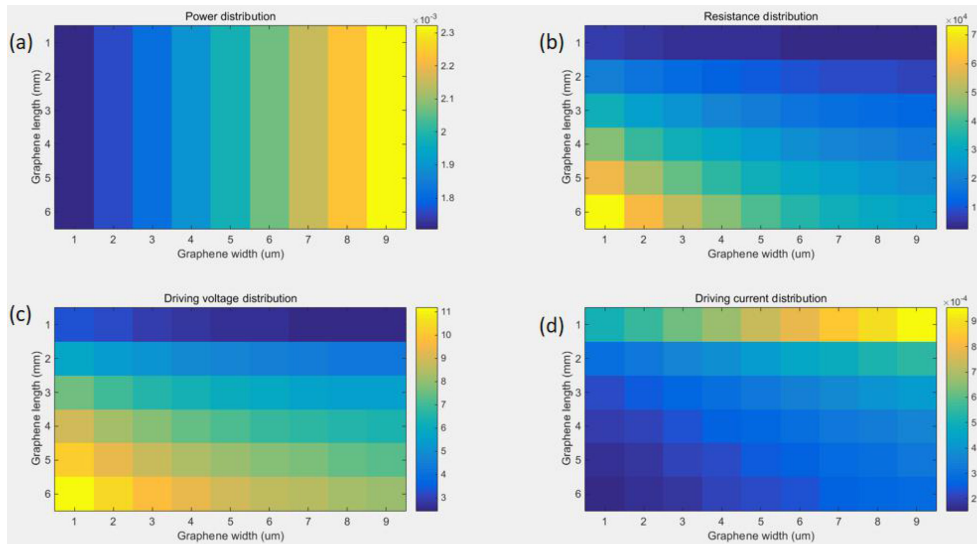 Power distribution
(a)
Graphene length (mm)
1
2
3
4
5
6
1 2 3 4 5 6 7 8 9
Graphene width (um)
×10⁻³
2.3
2.2
2.1
2
1.9
1.8
Resistance distribution
(b)
Graphene length (mm)
1
2
3
4
5
6
1 2 3 4 5 6 7 8 9
Graphene width (um)
×10⁴
7
6
5
4
3
2
1
Driving voltage distribution
(c)
Graphene length (mm)
1
2
3
4
5
6
1 2 3 4 5 6 7 8 9
Graphene width (um)
11
10
9
8
7
6
5
4
3
Driving current distribution
(d)
Graphene length (mm)
1
2
3
4
5
6
1 2 3 4 5 6 7 8 9
Graphene width (um)
×10⁻⁴
9
8
7
6
5
4
3
2